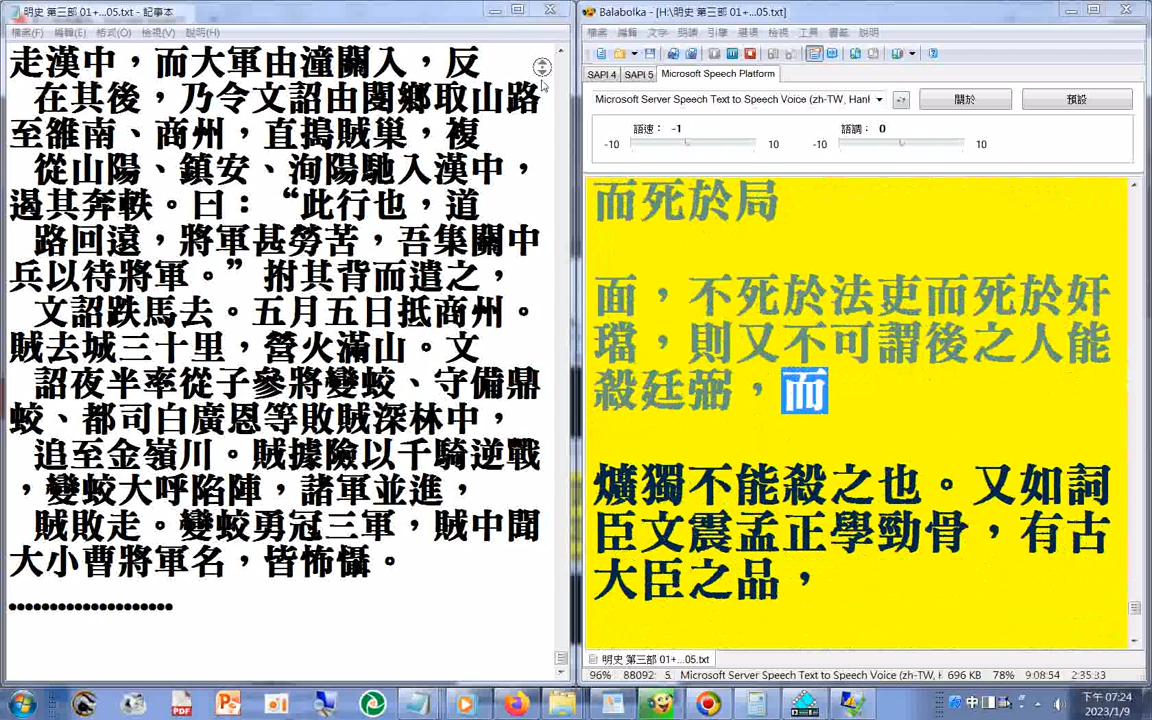 明史 第三部 01+...05.txt - 記事本
檔案(F) 編輯(E) 格式(O) 檢視(V) 說明(H)
走漢中，而大軍由潼關入，反
在其後，乃令文詔由閿鄉取山路
至雒南、商州，直搗賊巢，複
從山陽、鎮安、洵陽馳入漢中，
遏其奔軼。曰：“此行也，道
路回遠，將軍甚勞苦，吾集關中
兵以待將軍。”拊其背而遣之，
文詔跌馬去。五月五日抵商州。
賊去城三十里，營火滿山。文
詔夜半率從子參將變蛟、守備鼎
蛟、都司白廣恩等敗賊深林中，
追至金嶺川。賊據險以千騎逆戰
，變蛟大呼陷陣，諸軍並進，
賊敗走。變蛟勇冠三軍，賊中聞
大小曹將軍名，皆怖懾。
••••••••••••••••••••
Balabolka - [H:\明史 第三部 01+...05.txt]
檔案 編輯 文字 朗讀 引擎 選項 檢視 工具 書籤 說明
SAPI 4 SAPI 5 Microsoft Speech Platform
Microsoft Server Speech Text to Speech Voice (zh-TW, Hanl
關於
預設
語速： -1
語調： 0
-10 10 -10 10
而死於局
面，不死於法吏而死於奸
璫，則又不可謂後之人能
殺廷弼，而
爌獨不能殺之也。又如詞
臣文震孟正學勁骨，有古
大臣之品，
明史 第三部 01+...05.txt
96% 88092: 5. Microsoft Server Speech Text to Speech Voice (zh-TW, H 696 KB 78% 9:08:54 2:35:33
中
下午 07:24
2023/1/9